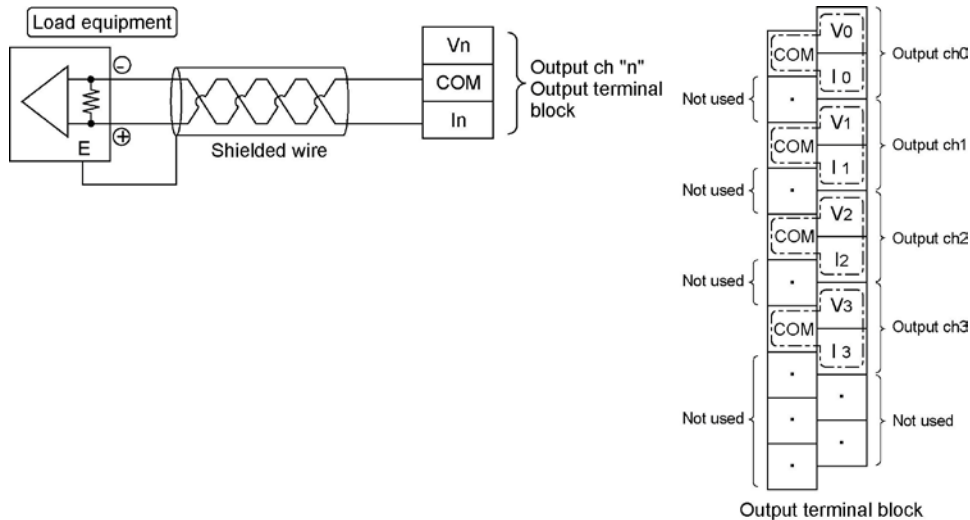 Load equipment
⊖
⊕
E
Shielded wire
Vn
COM
In
Output ch "n"
Output terminal
block
V0
COM
I 0
Output ch0
Not used
V1
COM
I 1
Output ch1
Not used
V2
COM
I2
Output ch2
Not used
V3
COM
I 3
Output ch3
Not used
Not used
Output terminal block